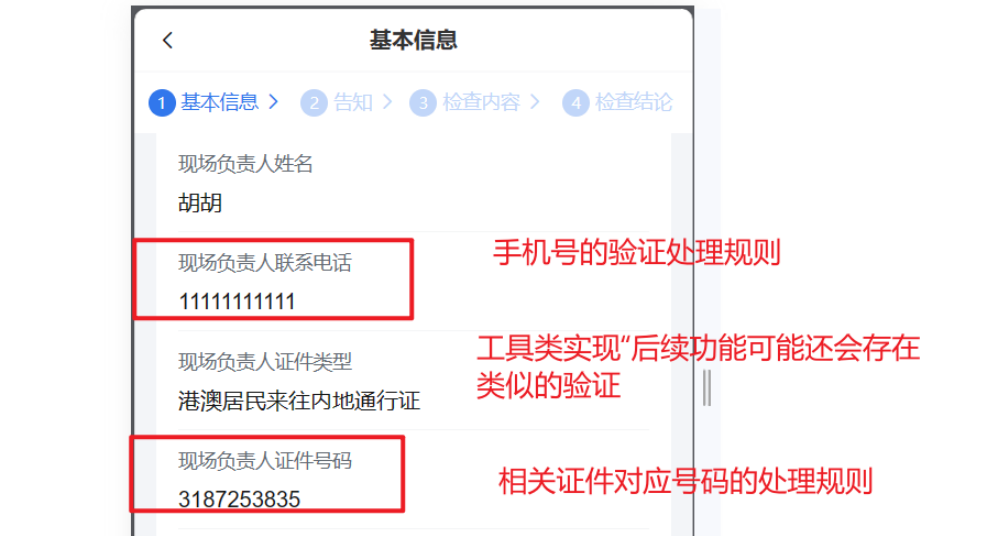 基本信息
1 基本信息 2 告知 3 检查内容 4 检查结论
现场负责人姓名
胡胡
现场负责人联系电话
11111111111
手机号的验证处理规则
现场负责人证件类型
港澳居民来往内地通行证
工具类实现“后续功能可能还会存在
类似的验证
现场负责人证件号码
3187253835
相关证件对应号码的处理规则